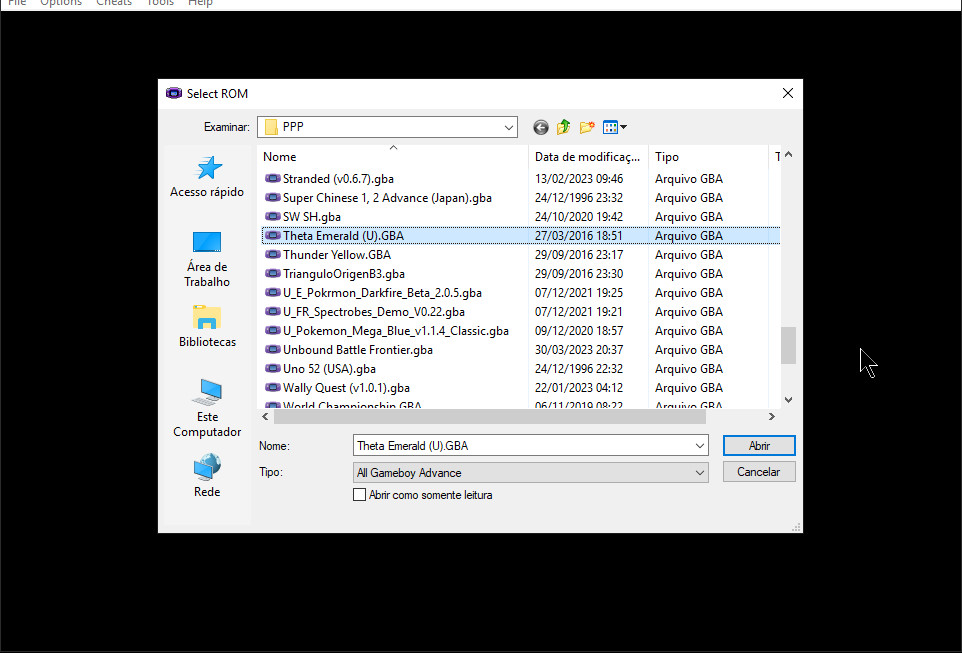 File Options Cheats Tools Help
Select ROM
Examinar: PPP
Nome Data de modificaç... Tipo T
Stranded (v0.6.7).gba 13/02/2023 09:46 Arquivo GBA
Super Chinese 1, 2 Advance (Japan).gba 24/12/1996 23:32 Arquivo GBA
SW SH.gba 24/10/2020 19:42 Arquivo GBA
Theta Emerald (U).GBA 27/03/2016 18:51 Arquivo GBA
Thunder Yellow.GBA 29/09/2016 23:17 Arquivo GBA
TrianguloOrigenB3.gba 29/09/2016 23:30 Arquivo GBA
U_E_Pokrmon_Darkfire_Beta_2.0.5.gba 07/12/2021 19:25 Arquivo GBA
U_FR_Spectrobes_Demo_V0.22.gba 07/12/2021 19:21 Arquivo GBA
U_Pokemon_Mega_Blue_v1.1.4_Classic.gba 09/12/2020 18:57 Arquivo GBA
Unbound Battle Frontier.gba 30/03/2023 20:37 Arquivo GBA
Uno 52 (USA).gba 24/12/1996 22:32 Arquivo GBA
Wally Quest (v1.0.1).gba 22/01/2023 04:12 Arquivo GBA
World Championship.GBA 06/11/2019 08:22 Arquivo GBA
Acesso rápido
Área de
Trabalho
Bibliotecas
Este
Computador
Rede
Nome: Theta Emerald (U).GBA Abrir
Tipo: All Gameboy Advance Cancelar
Abrir como somente leitura